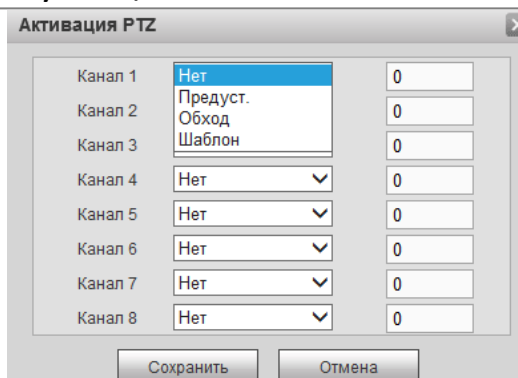 Активация PTZ
Канал 1 Нет 0
Предуст.
Канал 2 Обход 0
Канал 3 Шаблон 0
Канал 4 Нет 0
Канал 5 Нет 0
Канал 6 Нет 0
Канал 7 Нет 0
Канал 8 Нет 0
Сохранить Отмена